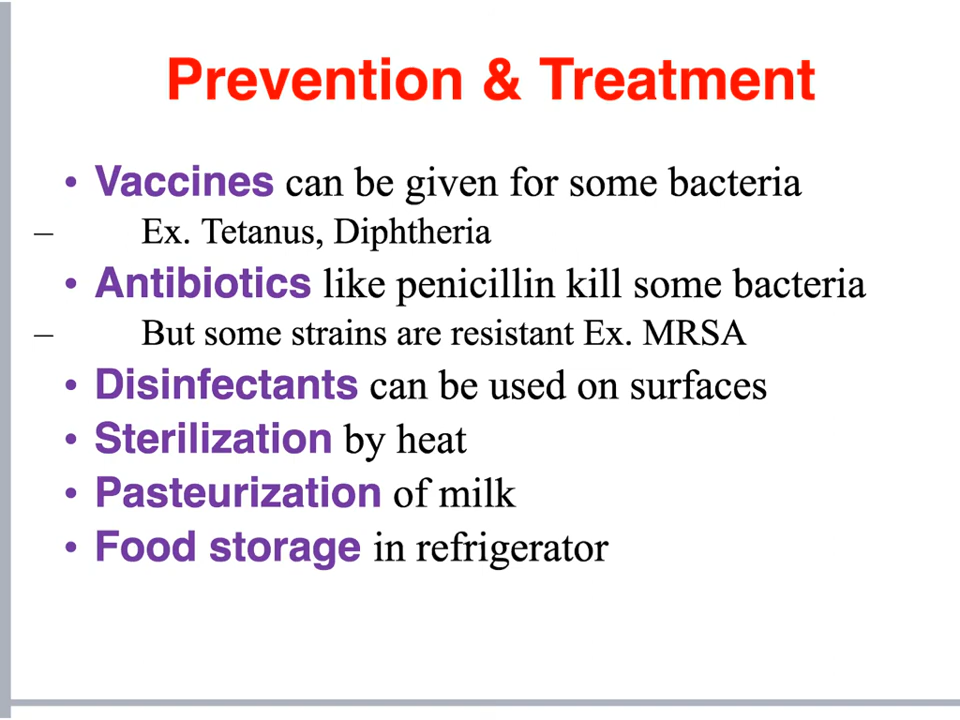 Prevention & Treatment
• Vaccines can be given for some bacteria
– Ex. Tetanus, Diphtheria
• Antibiotics like penicillin kill some bacteria
– But some strains are resistant Ex. MRSA
• Disinfectants can be used on surfaces
• Sterilization by heat
• Pasteurization of milk
• Food storage in refrigerator